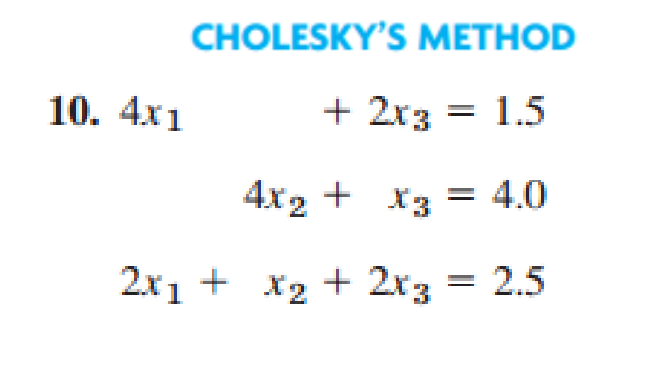 CHOLESKY'S METHOD
10. 4x₁ + 2x₃ = 1.5
4x₂ + x₃ = 4.0
2x₁ + x₂ + 2x₃ = 2.5